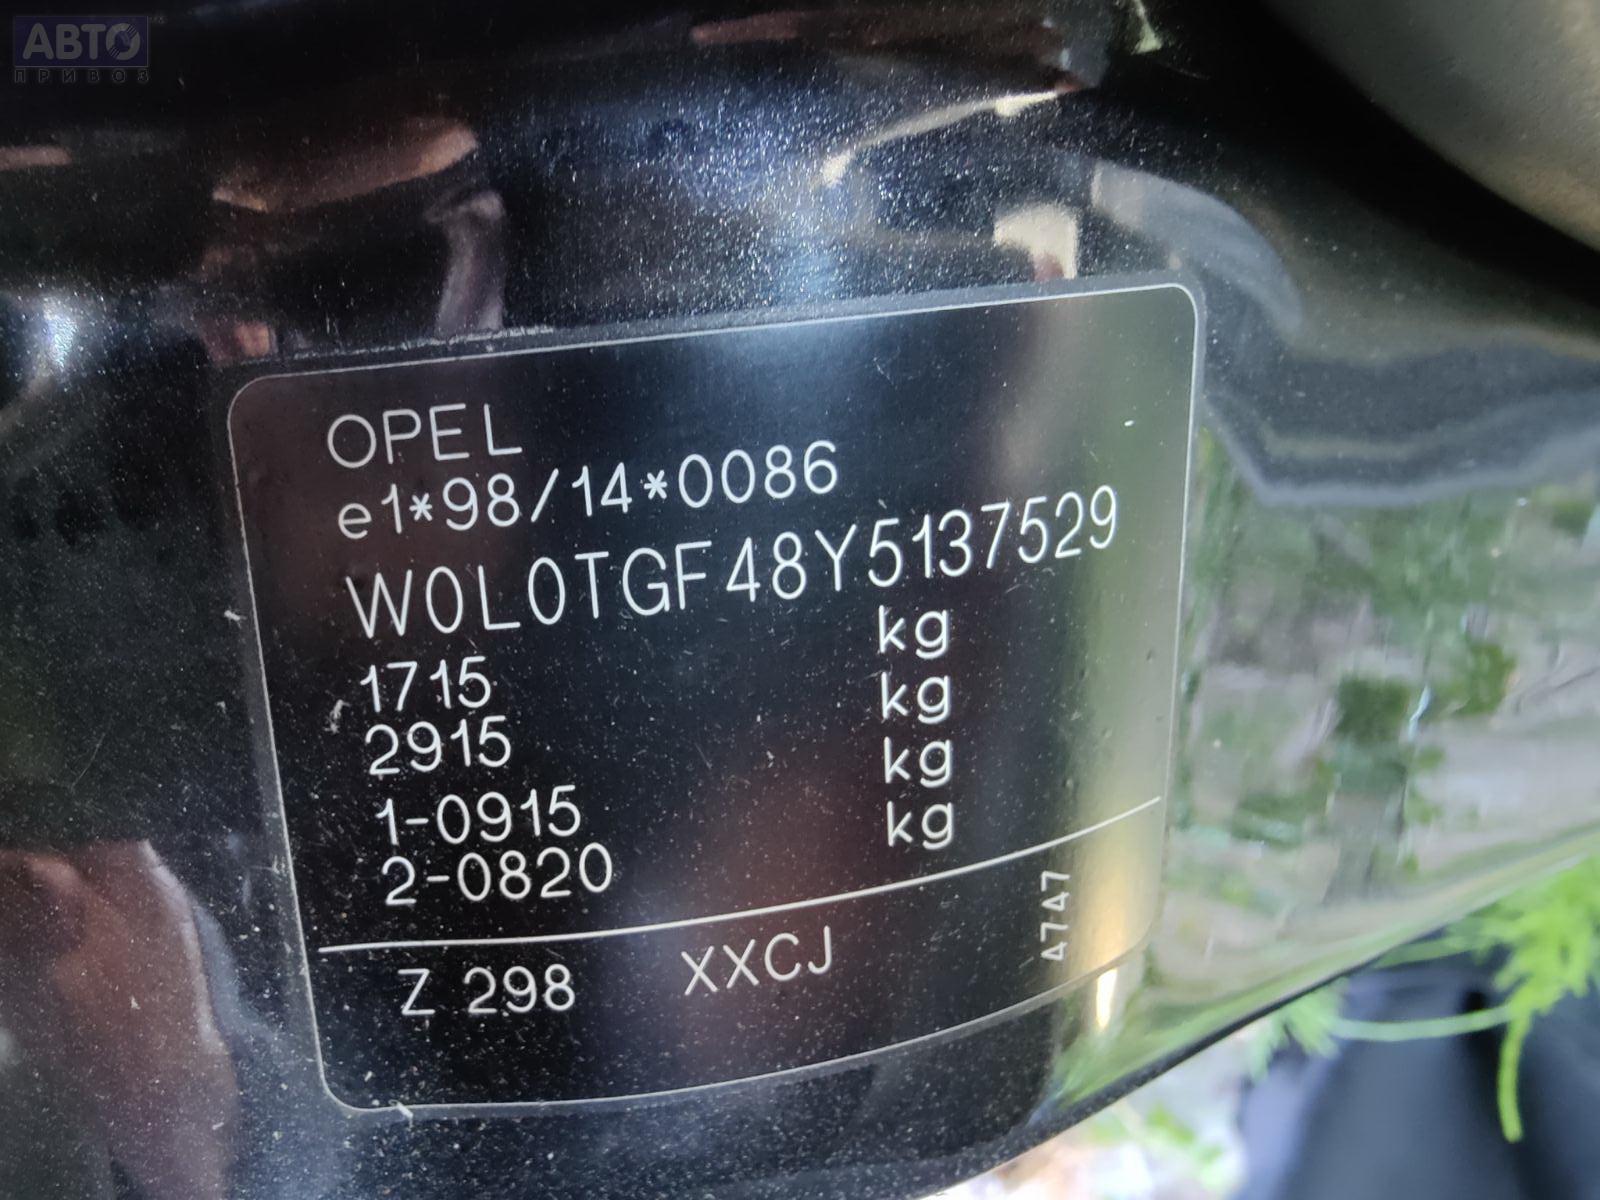 АВТО
ПРИВОЗ
OPEL
e1*98/14*0086
W0L0TGF48Y5137529
1715 kg
2915 kg
1-0915 kg
2-0820 kg
Z 298 XXCJ
A747